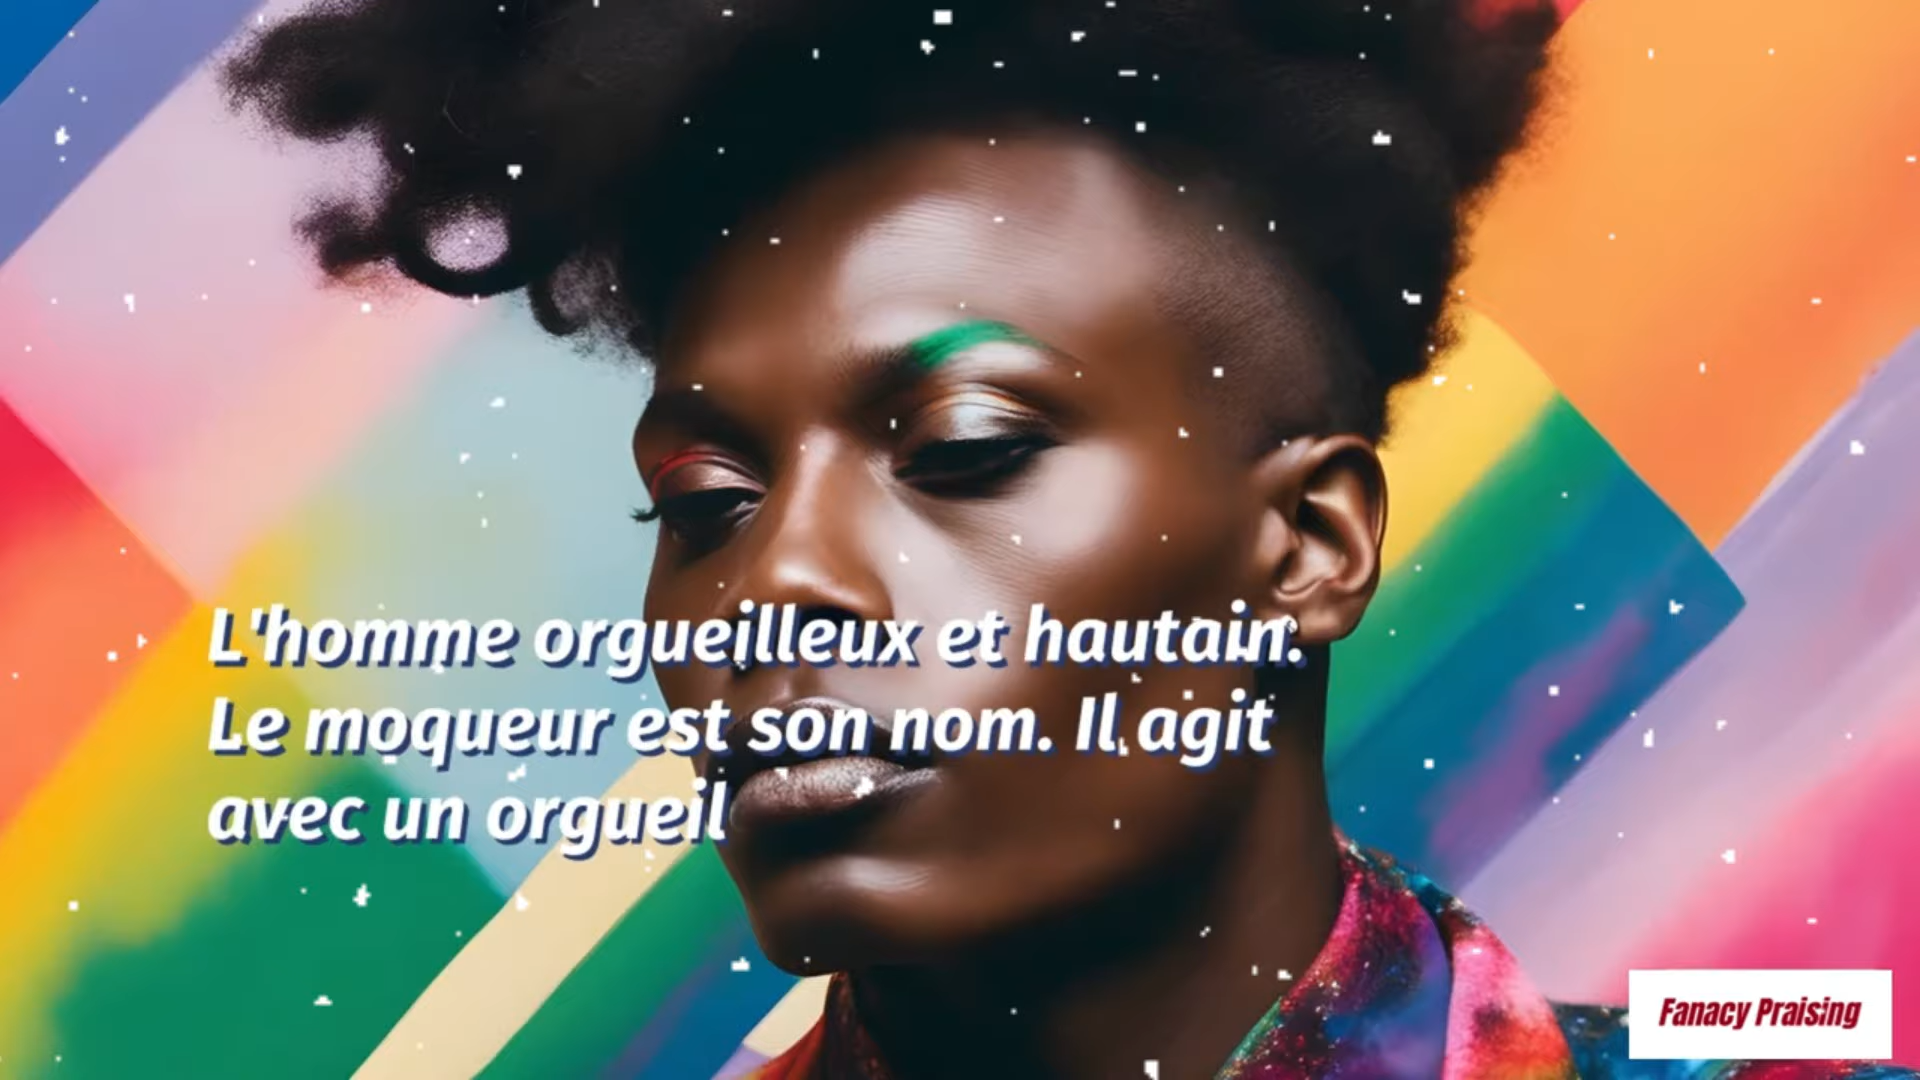 L'homme orgueilleux et hautain.
Le moqueur est son nom. Il agit
avec un orgueil
Fanacy Praising